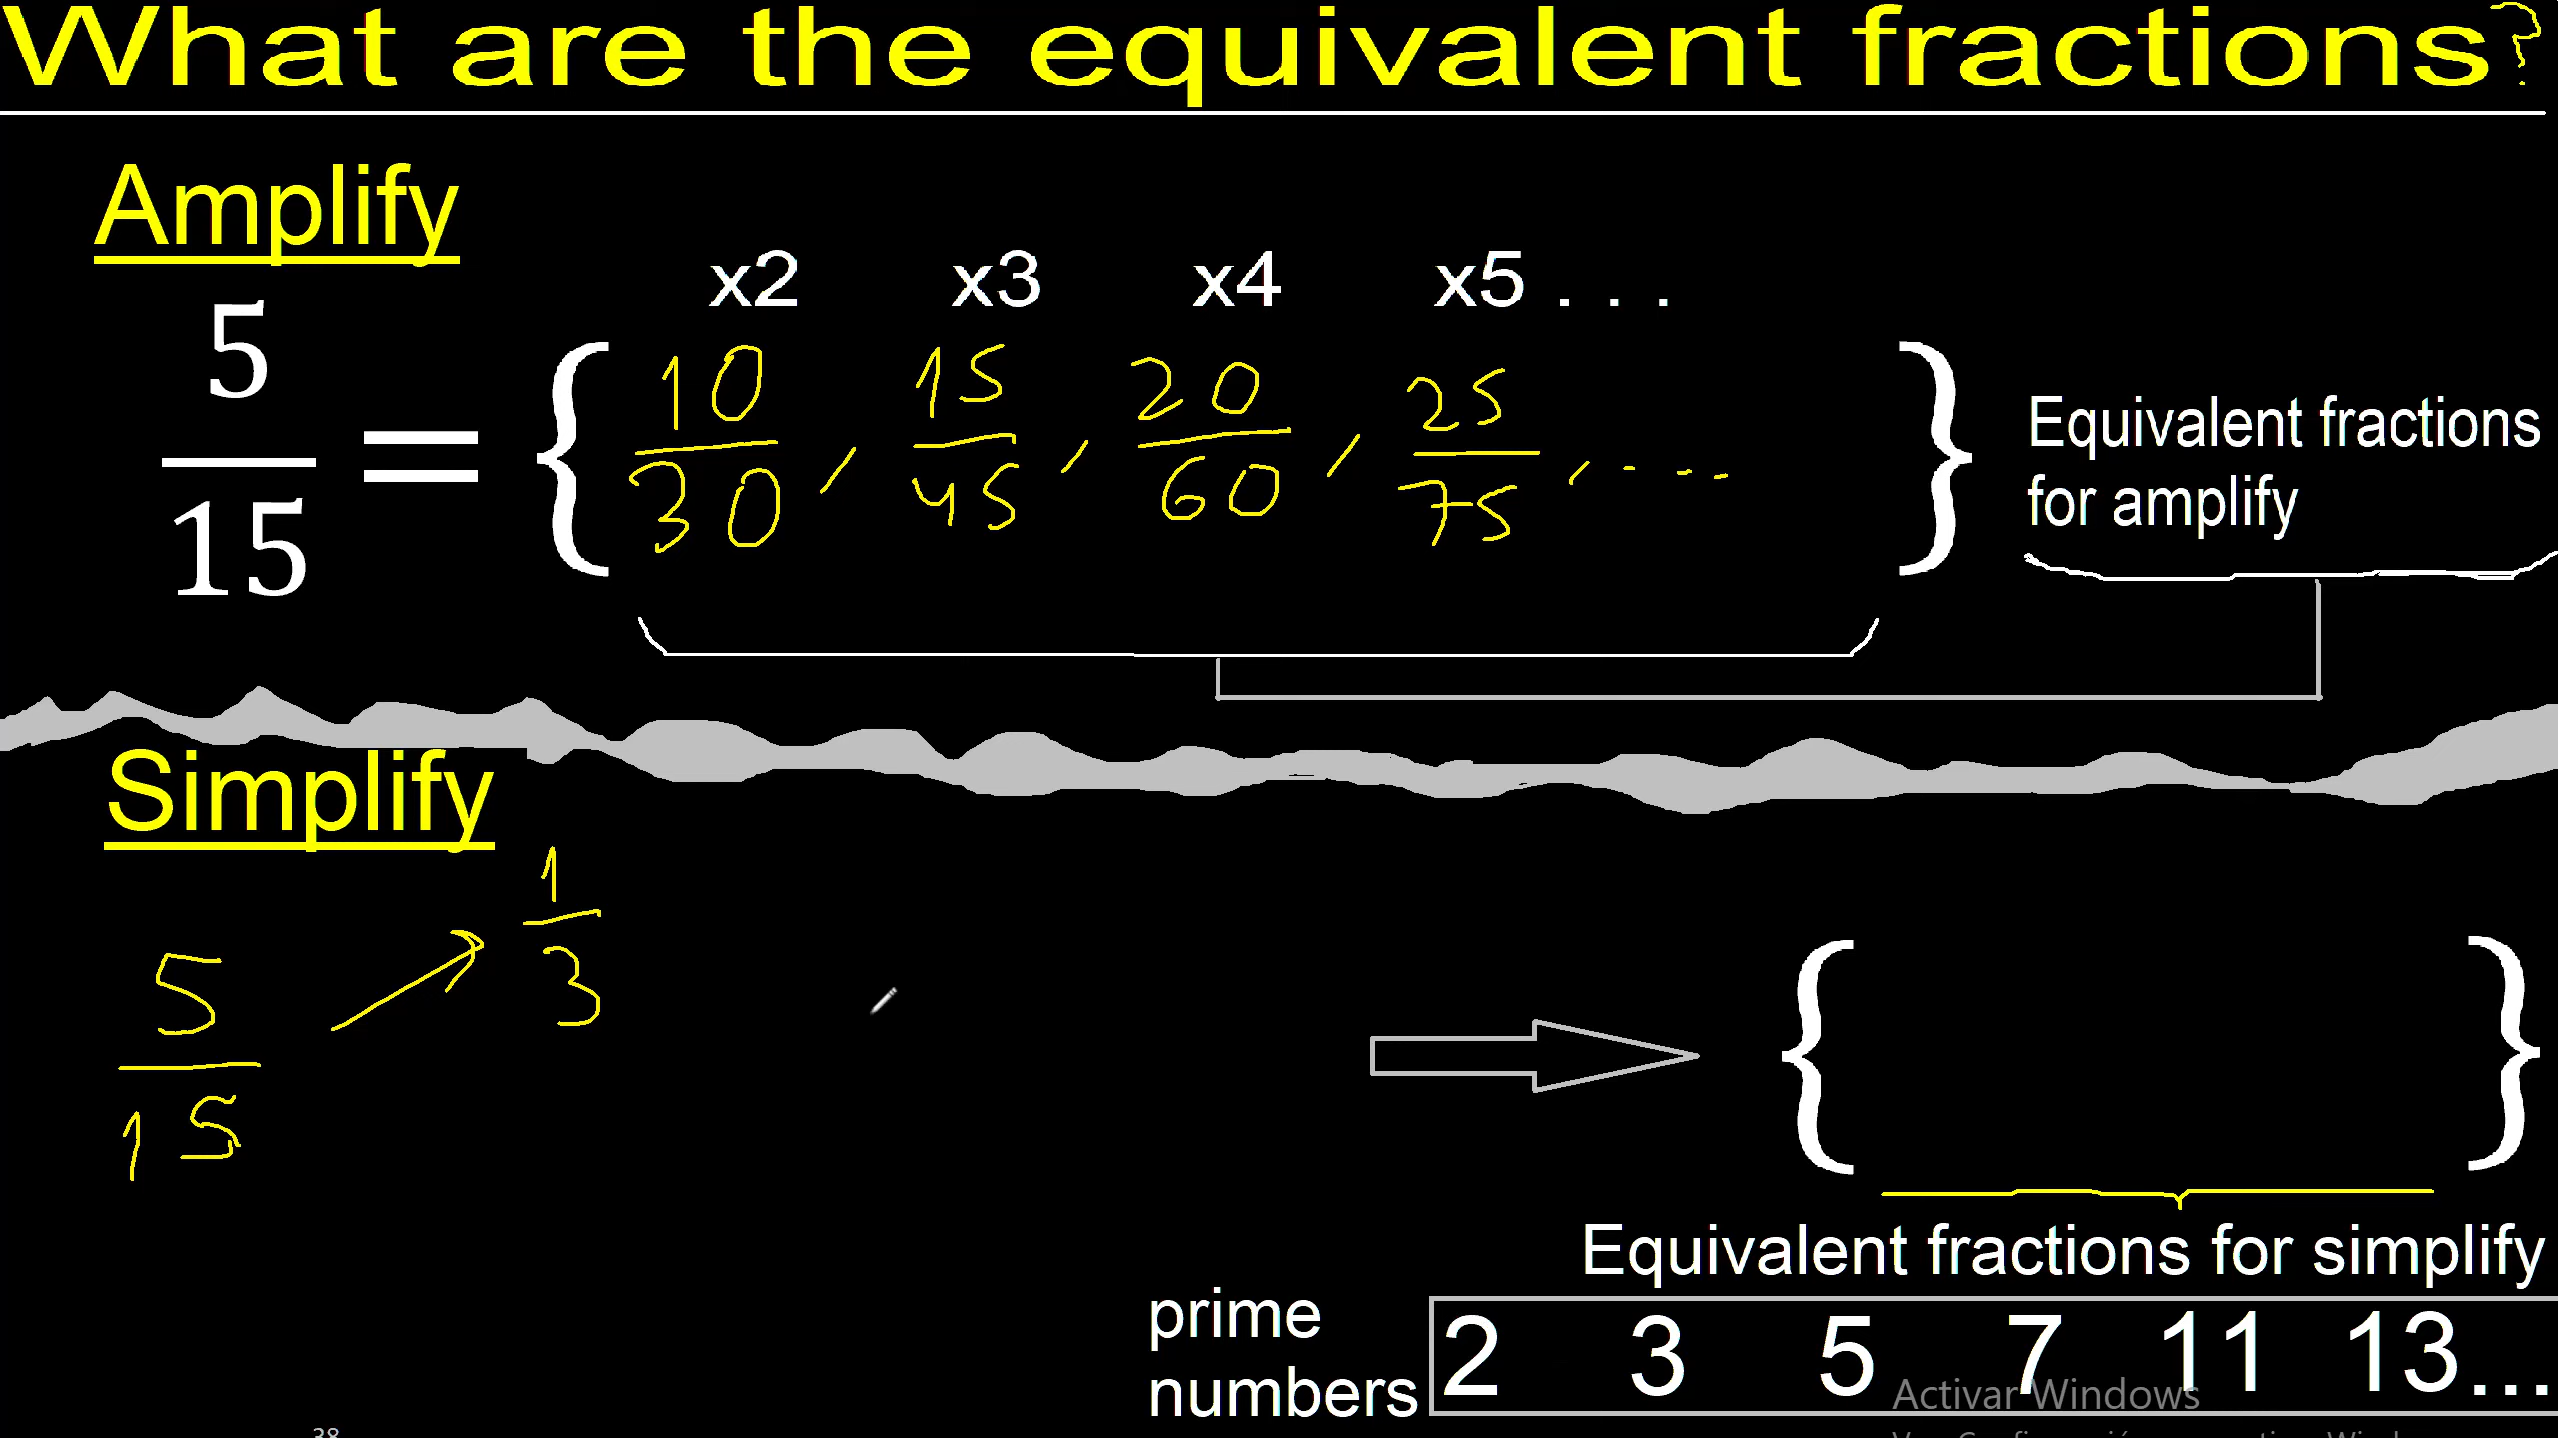 What are the equivalent fractions?
Amplify
x2 x3 x4 x5 . . .
5/15 = { 10/30 , 15/45 , 20/60 , 25/75 , ---- }
Equivalent fractions
for amplify
Simplify
5/15 → 1/3
{ }
Equivalent fractions for simplify
prime
numbers
2 3 5 7 11 13...
Activar Windows
38